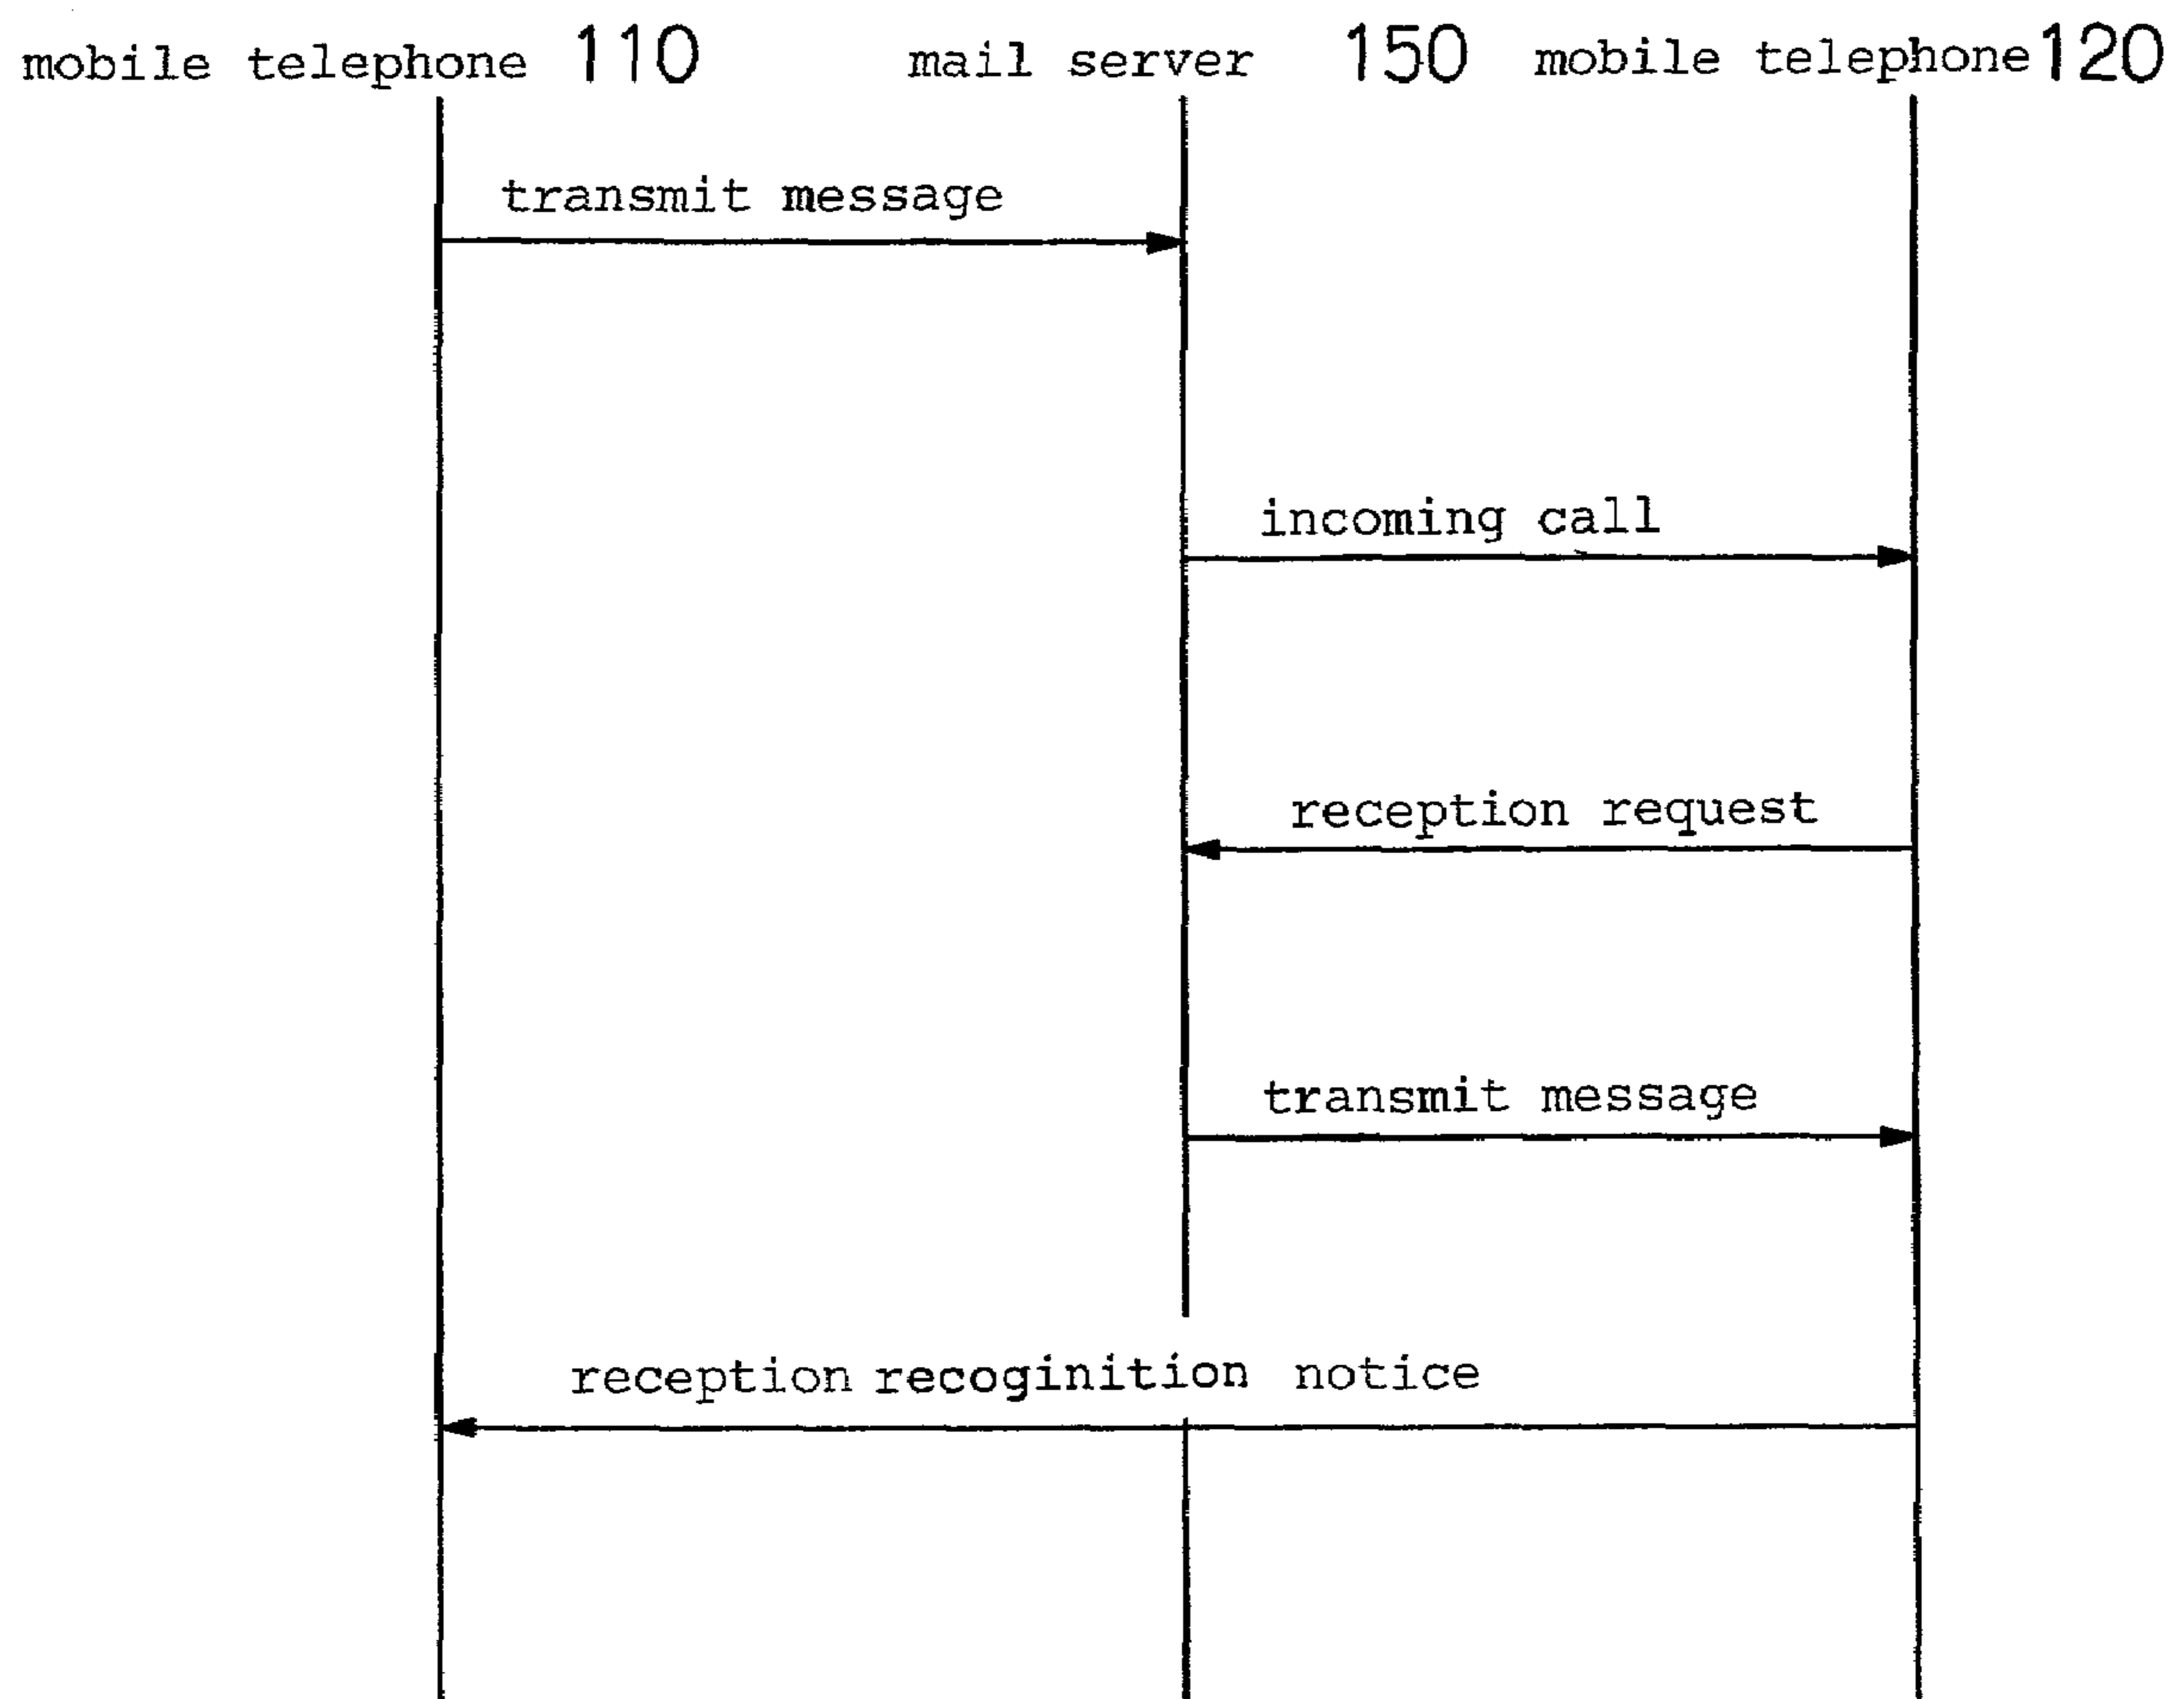 mobile telephone 110 mail server 150 mobile telephone 120
transmit message
incoming call
reception request
transmit message
reception recoginition notice